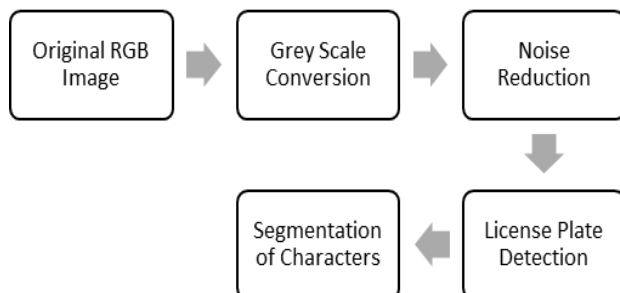 Original RGB
Image
Grey Scale
Conversion
Noise
Reduction
License Plate
Detection
Segmentation
of Characters